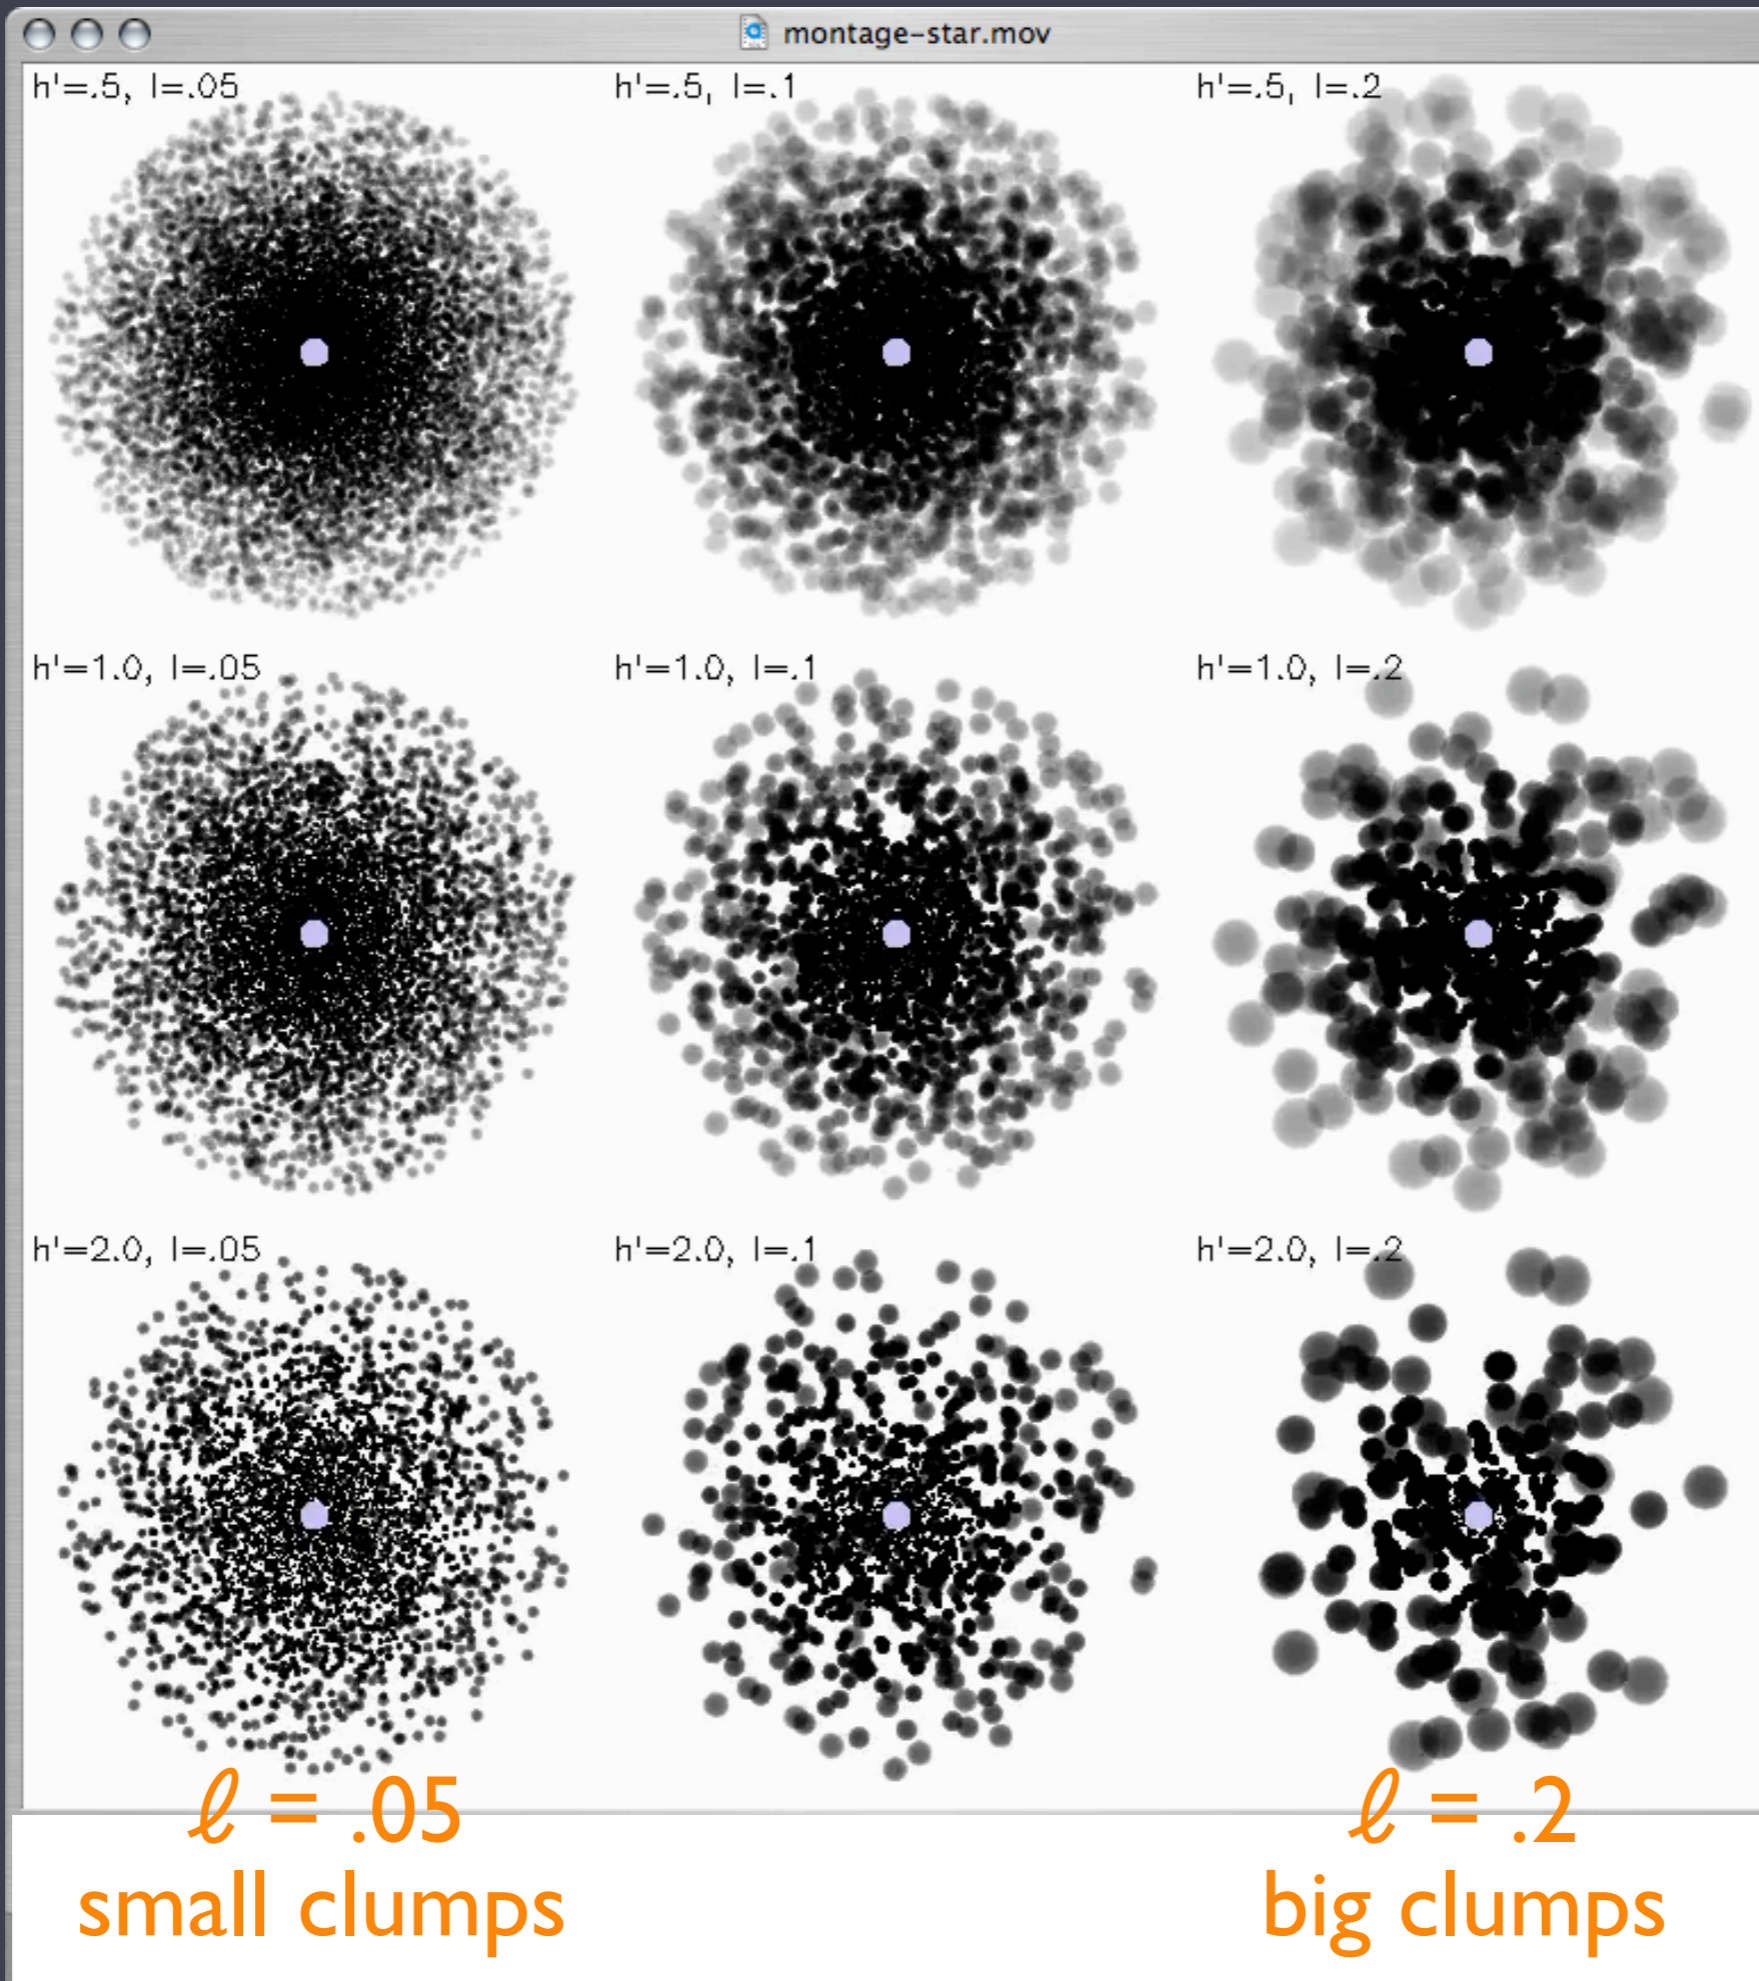 montage-star.mov
h'=.5, l=.05
h'=.5, l=.1
h'=.5, l=.2
h'=1.0, l=.05
h'=1.0, l=.1
h'=1.0, l=.2
h'=2.0, l=.05
h'=2.0, l=.1
h'=2.0, l=.2
ℓ = .05
small clumps
ℓ = .2
big clumps